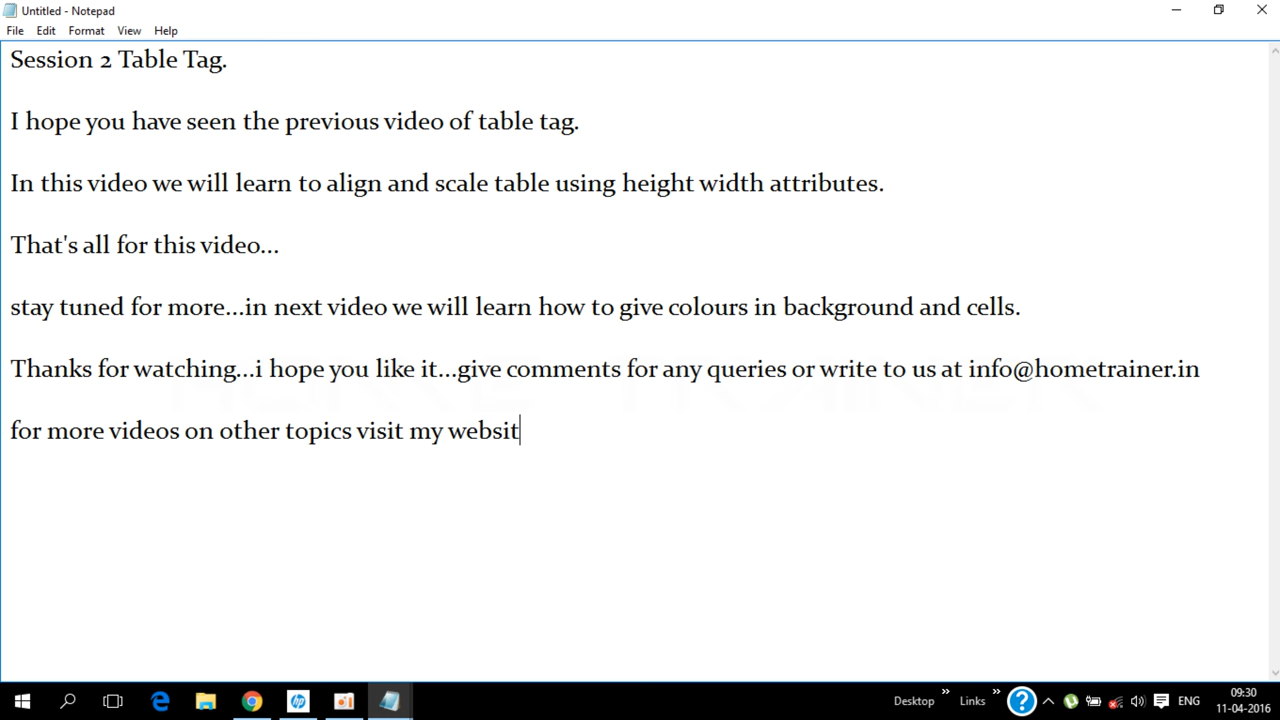 Untitled - Notepad
File Edit Format View Help
Session 2 Table Tag.
I hope you have seen the previous video of table tag.
In this video we will learn to align and scale table using height width attributes.
That's all for this video...
stay tuned for more...in next video we will learn how to give colours in background and cells.
Thanks for watching...i hope you like it...give comments for any queries or write to us at info@hometrainer.in
for more videos on other topics visit my websit
Desktop » Links » ENG 09:30
11-04-2016